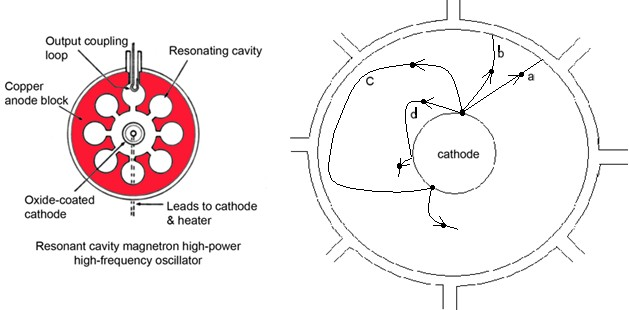 Output coupling
loop
Resonating cavity
Copper
anode block
Oxide-coated
cathode
Leads to cathode
& heater
Resonant cavity magnetron high-power
high-frequency oscillator
b
a
c
d
cathode